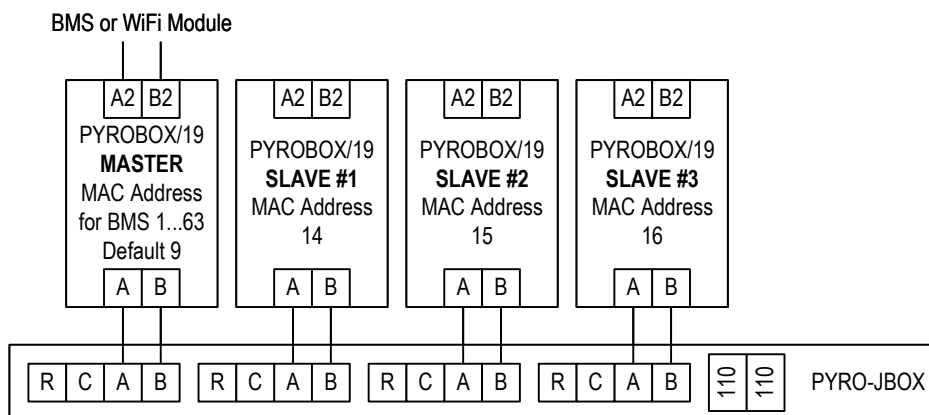 BMS or WiFi Module
A2 B2
PYROBOX/19
MASTER
MAC Address
for BMS 1...63
Default 9
A B
A2 B2
PYROBOX/19
SLAVE #1
MAC Address
14
A B
A2 B2
PYROBOX/19
SLAVE #2
MAC Address
15
A B
A2 B2
PYROBOX/19
SLAVE #3
MAC Address
16
A B
R C A B R C A B R C A B R C A B 110 110 PYRO-JBOX